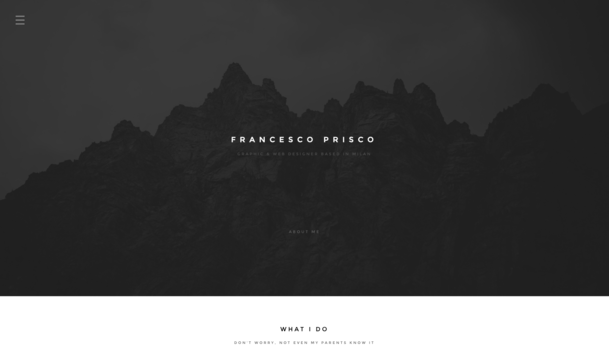 FRANCESCO PRISCO
GRAPHIC & WEB DESIGNER BASED IN MILAN
ABOUT ME
WHAT I DO
DON'T WORRY, NOT EVEN MY PARENTS KNOW IT